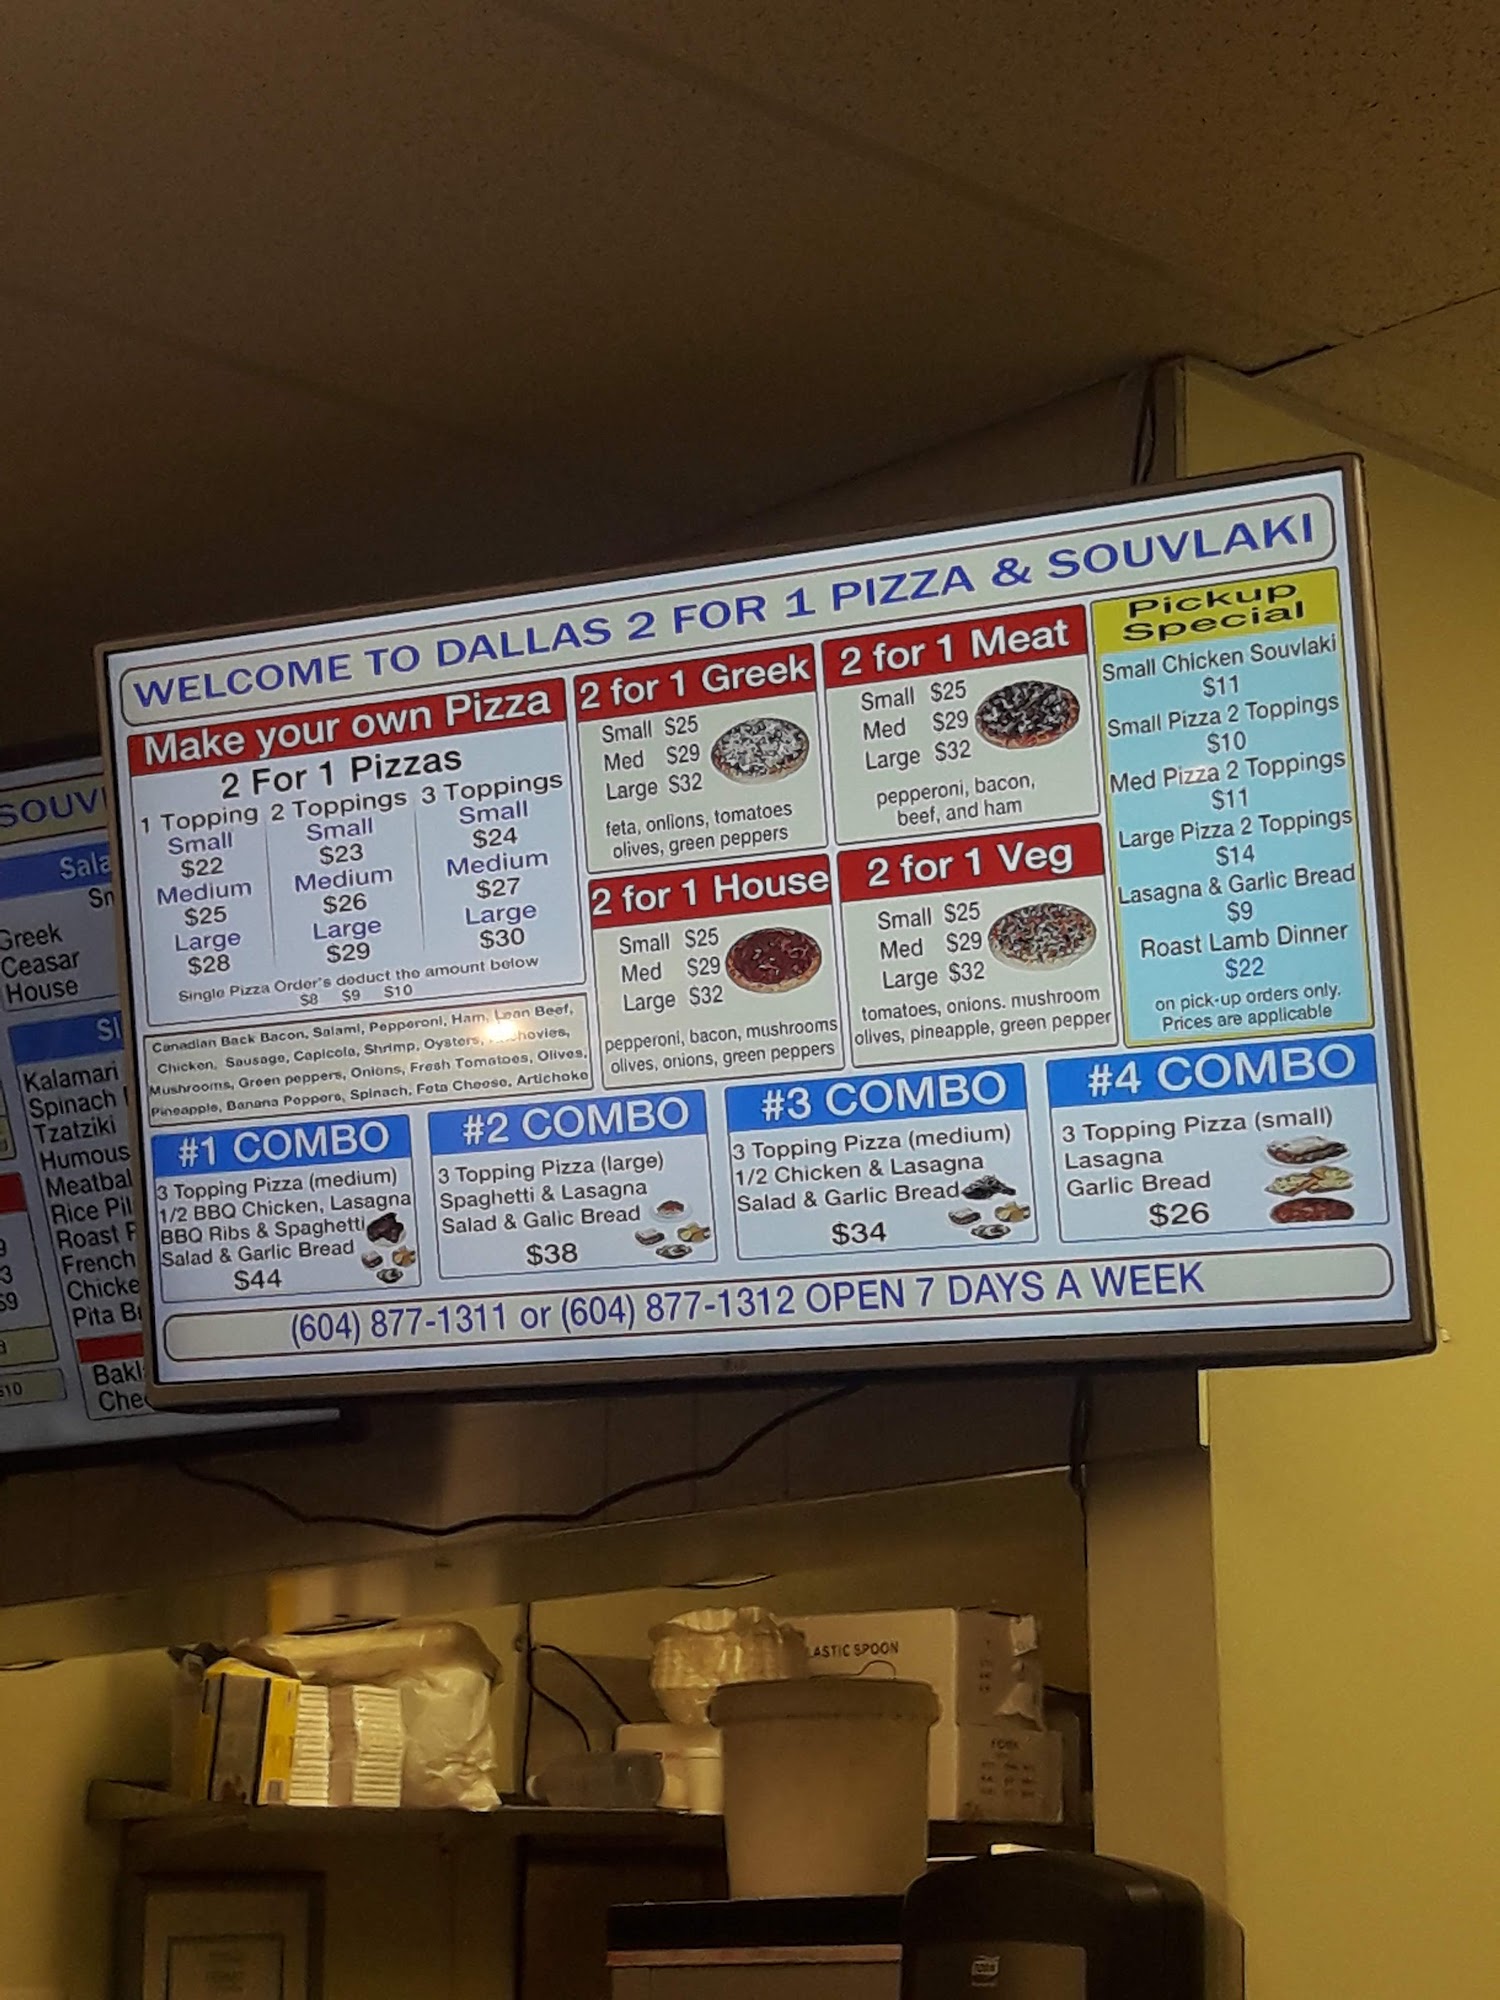 WELCOME TO DALLAS 2 FOR 1 PIZZA & SOUVLAKI
Make your own Pizza
2 For 1 Pizzas
1 Topping 2 Toppings 3 Toppings
Small Small Small
$22 $23 $24
Medium Medium Medium
$25 $26 $27
Large Large Large
$28 $29 $30
Single Pizza Order's deduct the amount below
$8 $9 $10
Canadian Back Bacon, Salami, Pepperoni, Ham, Lean Beef,
Chicken, Sausage, Capicola, Shrimp, Oysters,
Mushrooms, Green peppers, Onions, Fresh Tomatoes, Olives,
Pineapple, Banana Peppers, Spinach, Feta Cheese, Artichoke
2 for 1 Greek
Small $25
Med $29
Large $32
feta, onlions, tomatoes
olives, green peppers
2 for 1 Meat
Small $25
Med $29
Large $32
pepperoni, bacon,
beef, and ham
2 for 1 House
Small $25
Med $29
Large $32
pepperoni, bacon, mushrooms
olives, onions, green peppers
2 for 1 Veg
Small $25
Med $29
Large $32
tomatoes, onions. mushroom
olives, pineapple, green pepper
Pickup
Special
Small Chicken Souvlaki
$11
Small Pizza 2 Toppings
$10
Med Pizza 2 Toppings
$11
Large Pizza 2 Toppings
$14
Lasagna & Garlic Bread
$9
Roast Lamb Dinner
$22
on pick-up orders only.
Prices are applicable
#1 COMBO
3 Topping Pizza (medium)
1/2 BBQ Chicken, Lasagna
BBQ Ribs & Spaghetti
Salad & Garlic Bread
$44
#2 COMBO
3 Topping Pizza (large)
Spaghetti & Lasagna
Salad & Galic Bread
$38
#3 COMBO
3 Topping Pizza (medium)
1/2 Chicken & Lasagna
Salad & Garlic Bread
$34
#4 COMBO
3 Topping Pizza (small)
Lasagna
Garlic Bread
$26
(604) 877-1311 or (604) 877-1312 OPEN 7 DAYS A WEEK
Greek
Ceasar
House
Kalamari
Spinach
Tzatziki
Humous
Roast
French
Pita
SPOON